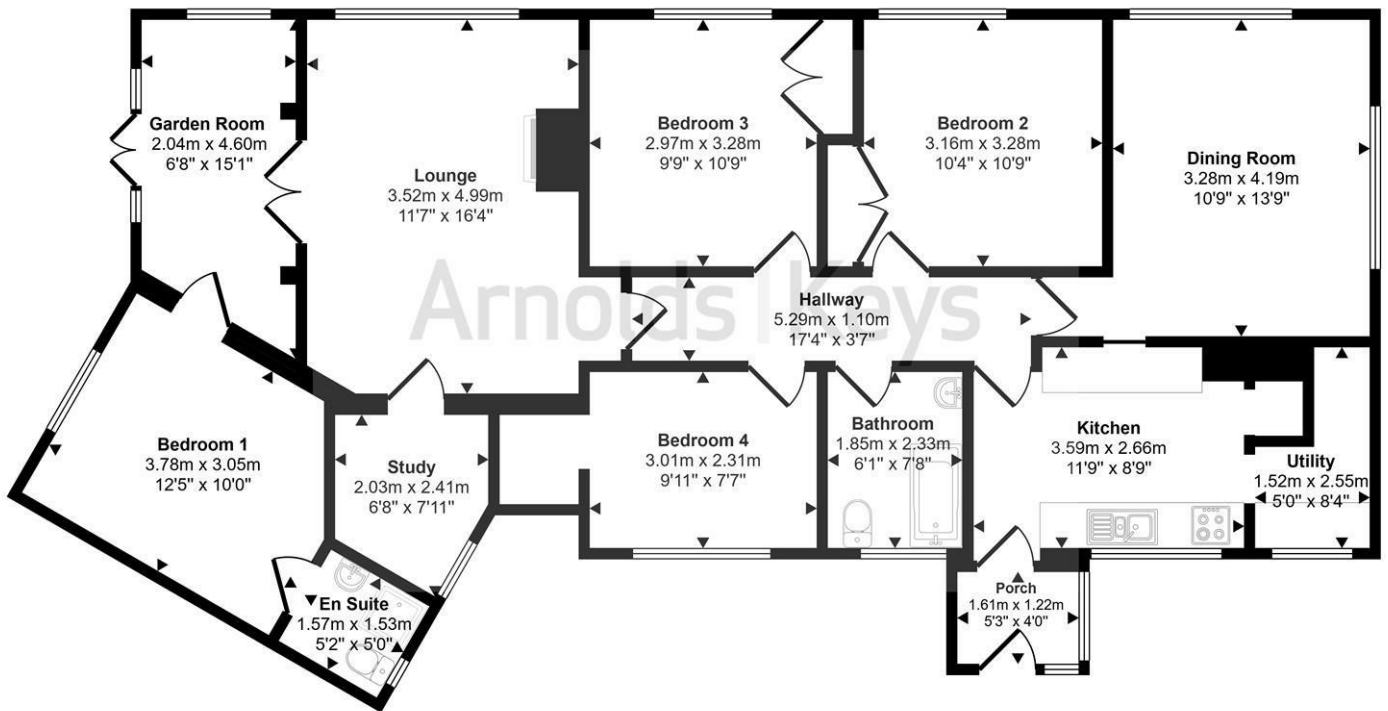 Garden Room
2.04m x 4.60m
6'8" x 15'1"
Lounge
3.52m x 4.99m
11'7" x 16'4"
Bedroom 3
2.97m x 3.28m
9'9" x 10'9"
Bedroom 2
3.16m x 3.28m
10'4" x 10'9"
Dining Room
3.28m x 4.19m
10'9" x 13'9"
Arnolds | Keys
Hallway
5.29m x 1.10m
17'4" x 3'7"
Bedroom 1
3.78m x 3.05m
12'5" x 10'0"
Study
2.03m x 2.41m
6'8" x 7'11"
Bedroom 4
3.01m x 2.31m
9'11" x 7'7"
Bathroom
1.85m x 2.33m
6'1" x 7'8"
Kitchen
3.59m x 2.66m
11'9" x 8'9"
Utility
1.52m x 2.55m
5'0" x 8'4"
En Suite
1.57m x 1.53m
5'2" x 5'0"
Porch
1.61m x 1.22m
5'3" x 4'0"